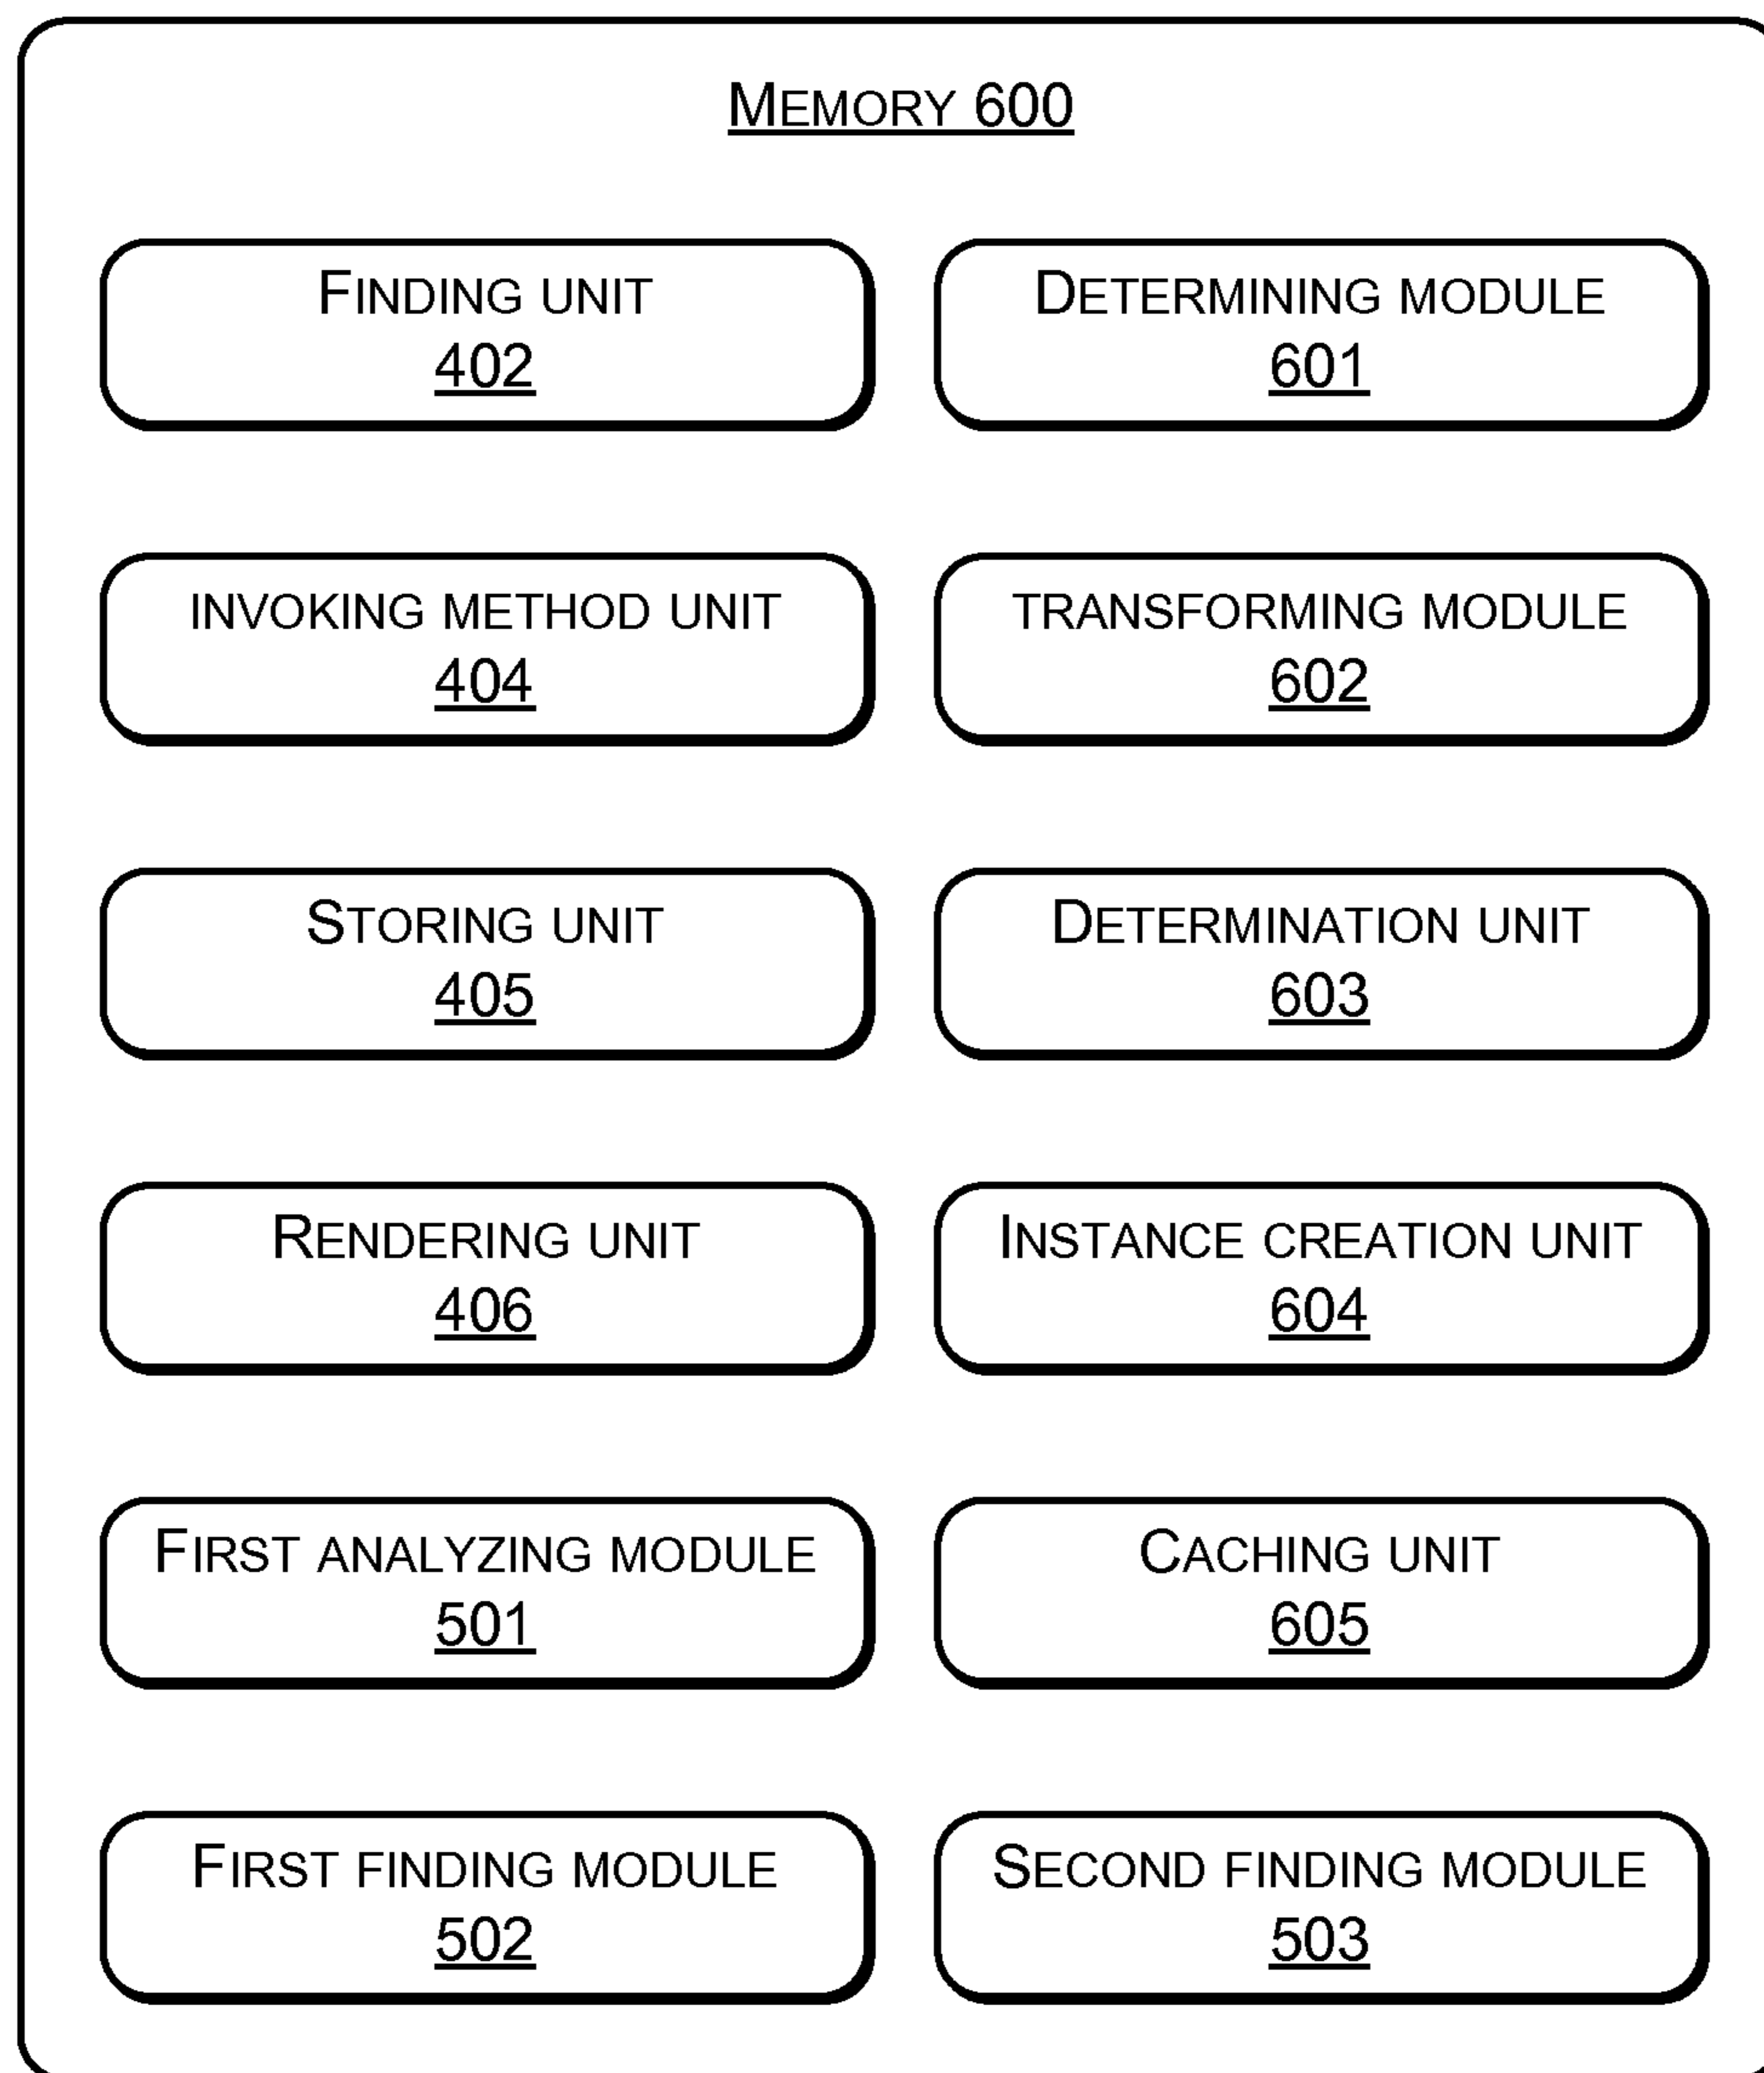 MEMORY 600
FINDING UNIT
402
DETERMINING MODULE
601
INVOKING METHOD UNIT
404
TRANSFORMING MODULE
602
STORING UNIT
405
DETERMINATION UNIT
603
RENDERING UNIT
406
INSTANCE CREATION UNIT
604
FIRST ANALYZING MODULE
501
CACHING UNIT
605
FIRST FINDING MODULE
502
SECOND FINDING MODULE
503